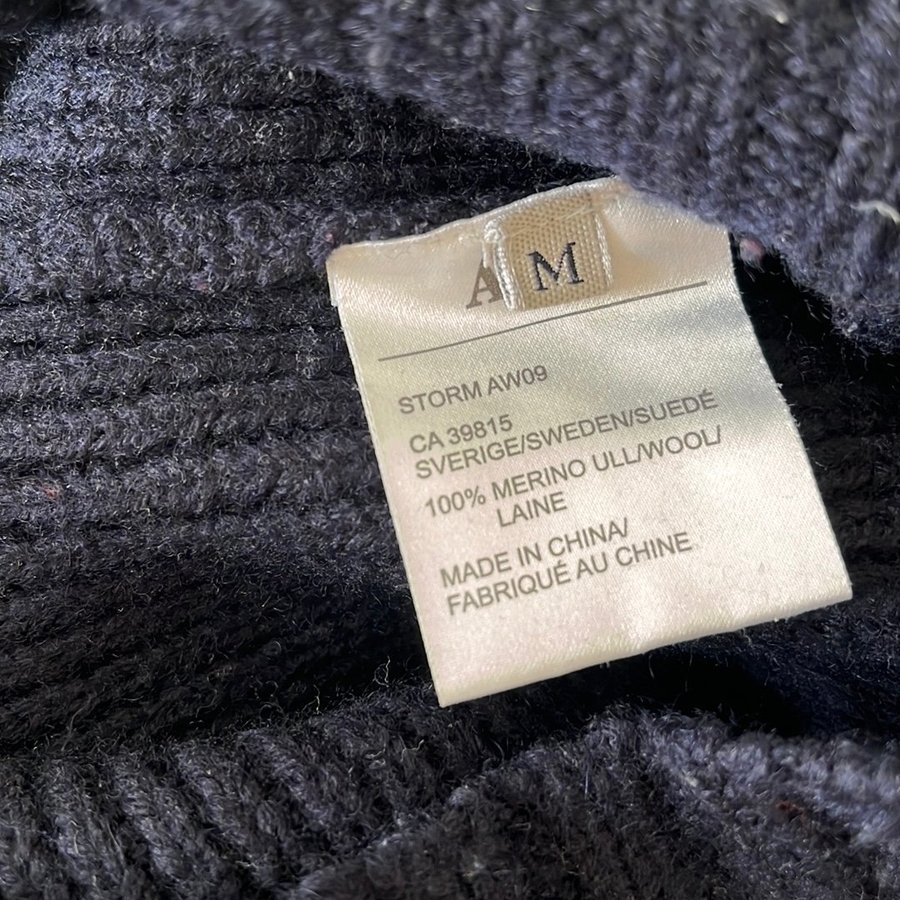 A
M
STORM AW09
CA 39815
SVERIGE/SWEDEN/SUEDÉ
100% MERINO ULL/WOOL/
LAINE
MADE IN CHINA/
FABRIQUÉ AU CHINE